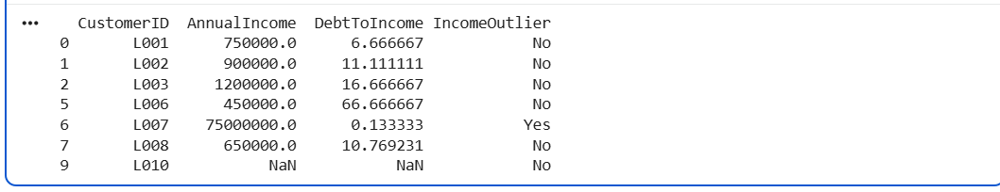 CustomerID AnnualIncome DebtToIncome IncomeOutlier
0 L001 750000.0 6.666667 No
1 L002 900000.0 11.111111 No
2 L003 1200000.0 16.666667 No
5 L006 450000.0 66.666667 No
6 L007 75000000.0 0.133333 Yes
7 L008 650000.0 10.769231 No
9 L010 NaN NaN No